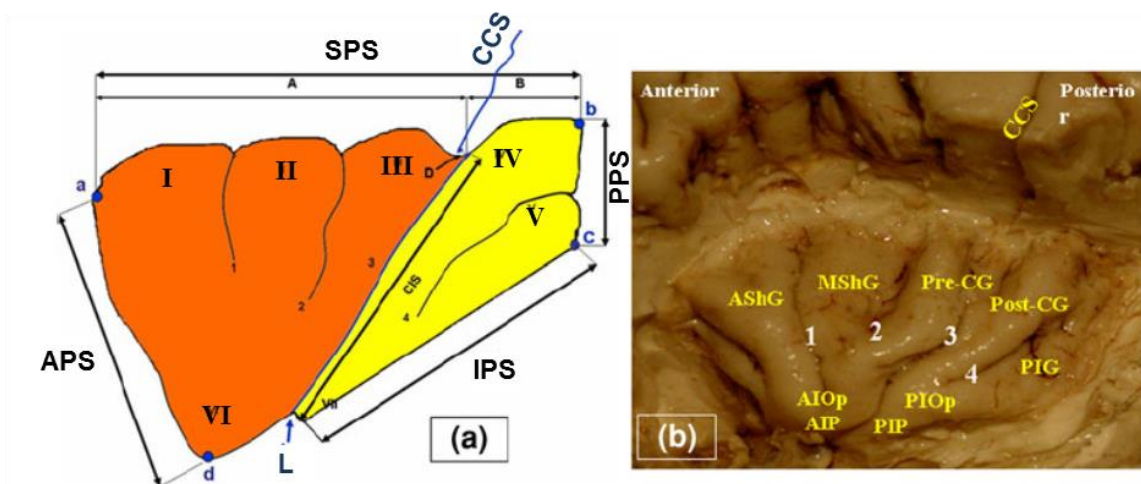 SPS
CCS
A
B
I
II
III
IV
D
b
a
V
PPS
C
1
2
3
CIS
4
APS
IPS
VI
VII
(a)
L
d
Anterior
Posterio
r
CCS
AShG
MShG
Pre-CG
Post-CG
1
2
3
4
PIG
AIOp
AIP
PIOp
PIP
(b)